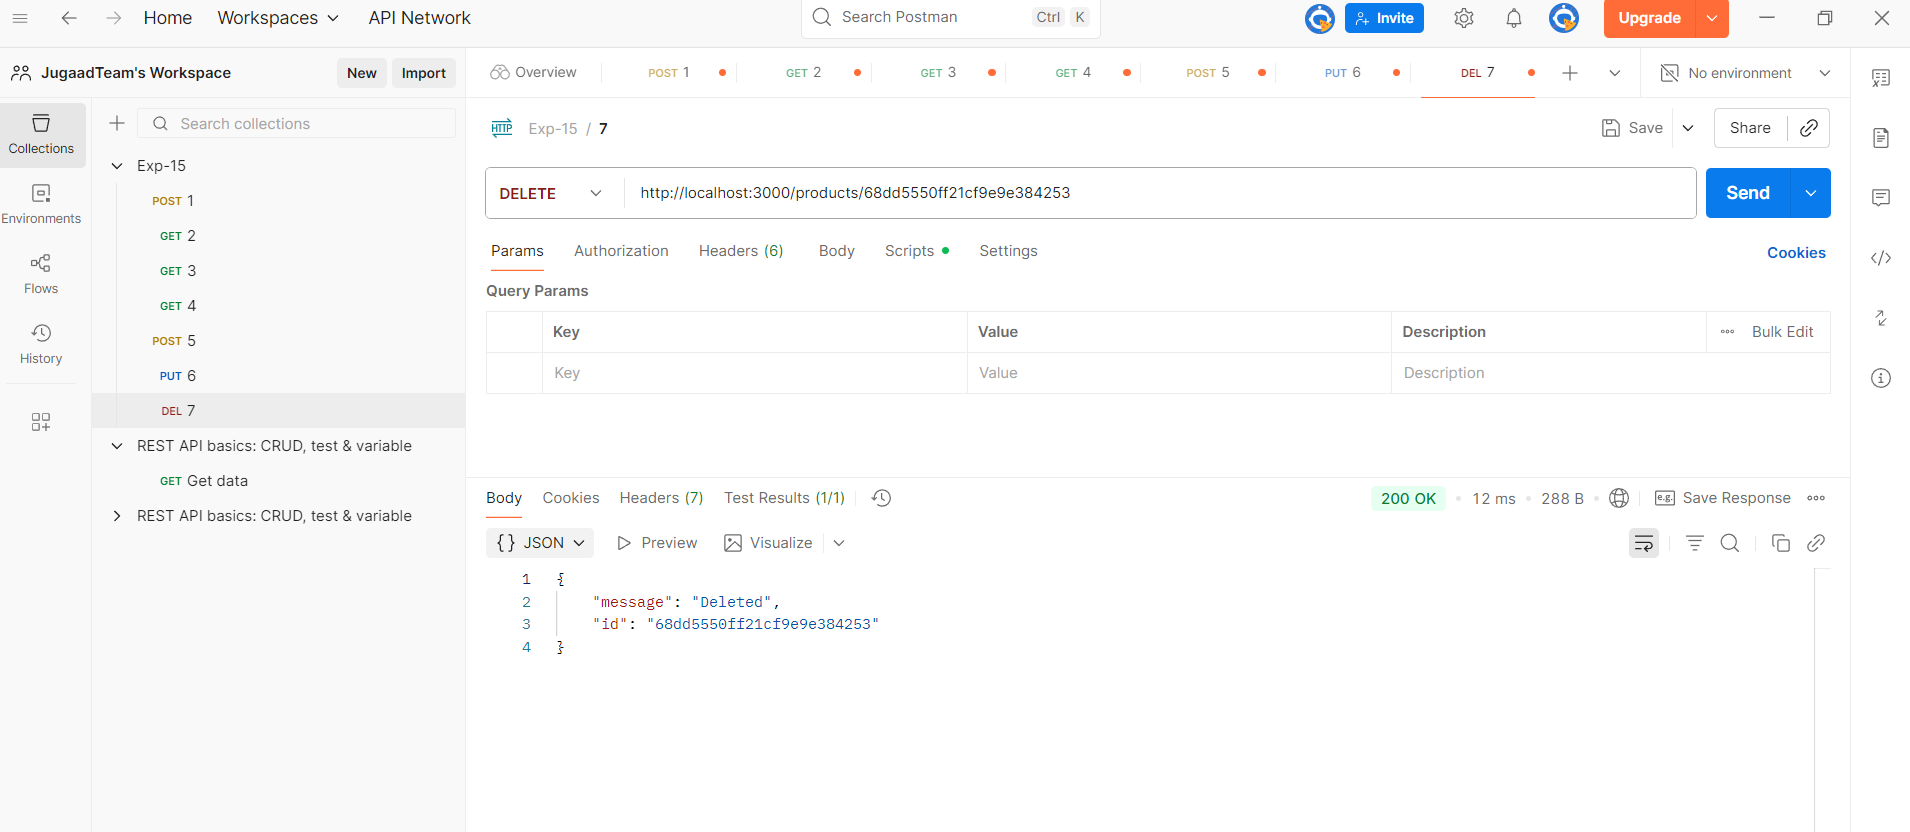 Home Workspaces API Network Search Postman Ctrl K Invite Upgrade
JugaadTeam's Workspace New Import Overview POST 1 GET 2 GET 3 GET 4 POST 5 PUT 6 DEL 7 No environment
Collections
Environments
Flows
History
Search collections
Exp-15
POST 1
GET 2
GET 3
GET 4
POST 5
PUT 6
DEL 7
REST API basics: CRUD, test & variable
GET Get data
REST API basics: CRUD, test & variable
HTTP Exp-15 / 7 Save Share
DELETE http://localhost:3000/products/68dd5550ff21cf9e9e384253 Send
Params Authorization Headers (6) Body Scripts Settings Cookies
Query Params
Key Value Description Bulk Edit
Key Value Description
Body Cookies Headers (7) Test Results (1/1) 200 OK 12 ms 288 B e.g. Save Response
{} JSON Preview Visualize
1 {
2 "message": "Deleted",
3 "id": "68dd5550ff21cf9e9e384253"
4 }